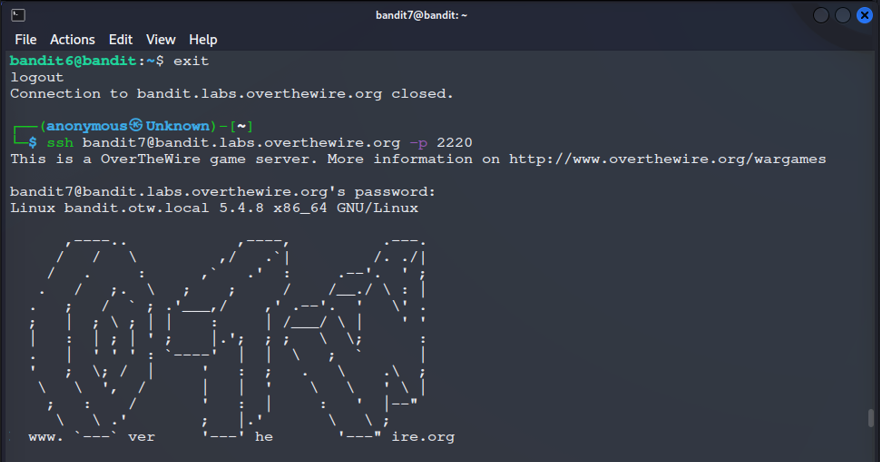 bandit7@bandit: ~
File Actions Edit View Help
bandit6@bandit:~$ exit
logout
Connection to bandit.labs.overthewire.org closed.
┌──(anonymous㉿Unknown)-[~]
└─$ ssh bandit7@bandit.labs.overthewire.org -p 2220
This is a OverTheWire game server. More information on http://www.overthewire.org/wargames
bandit7@bandit.labs.overthewire.org's password:
Linux bandit.otw.local 5.4.8 x86_64 GNU/Linux
www. `---` ver '---' he '---" ire.org